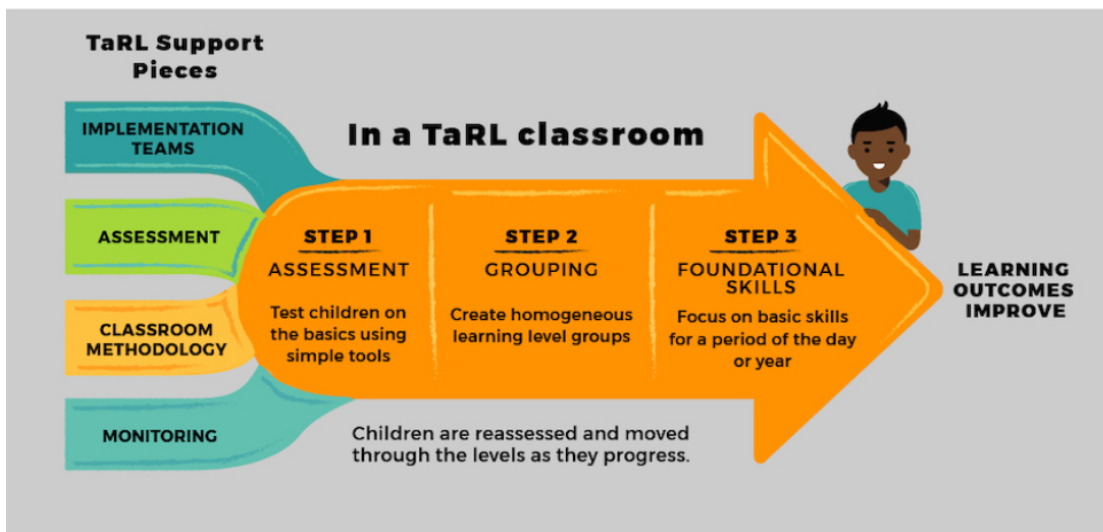 TaRL Support
Pieces
IMPLEMENTATION
TEAMS
ASSESSMENT
CLASSROOM
METHODOLOGY
MONITORING
In a TaRL classroom
STEP 1
ASSESSMENT
Test children on
the basics using
simple tools
STEP 2
GROUPING
Create homogeneous
learning level groups
STEP 3
FOUNDATIONAL
SKILLS
Focus on basic skills
for a period of the day
or year
Children are reassessed and moved
through the levels as they progress.
LEARNING
OUTCOMES
IMPROVE